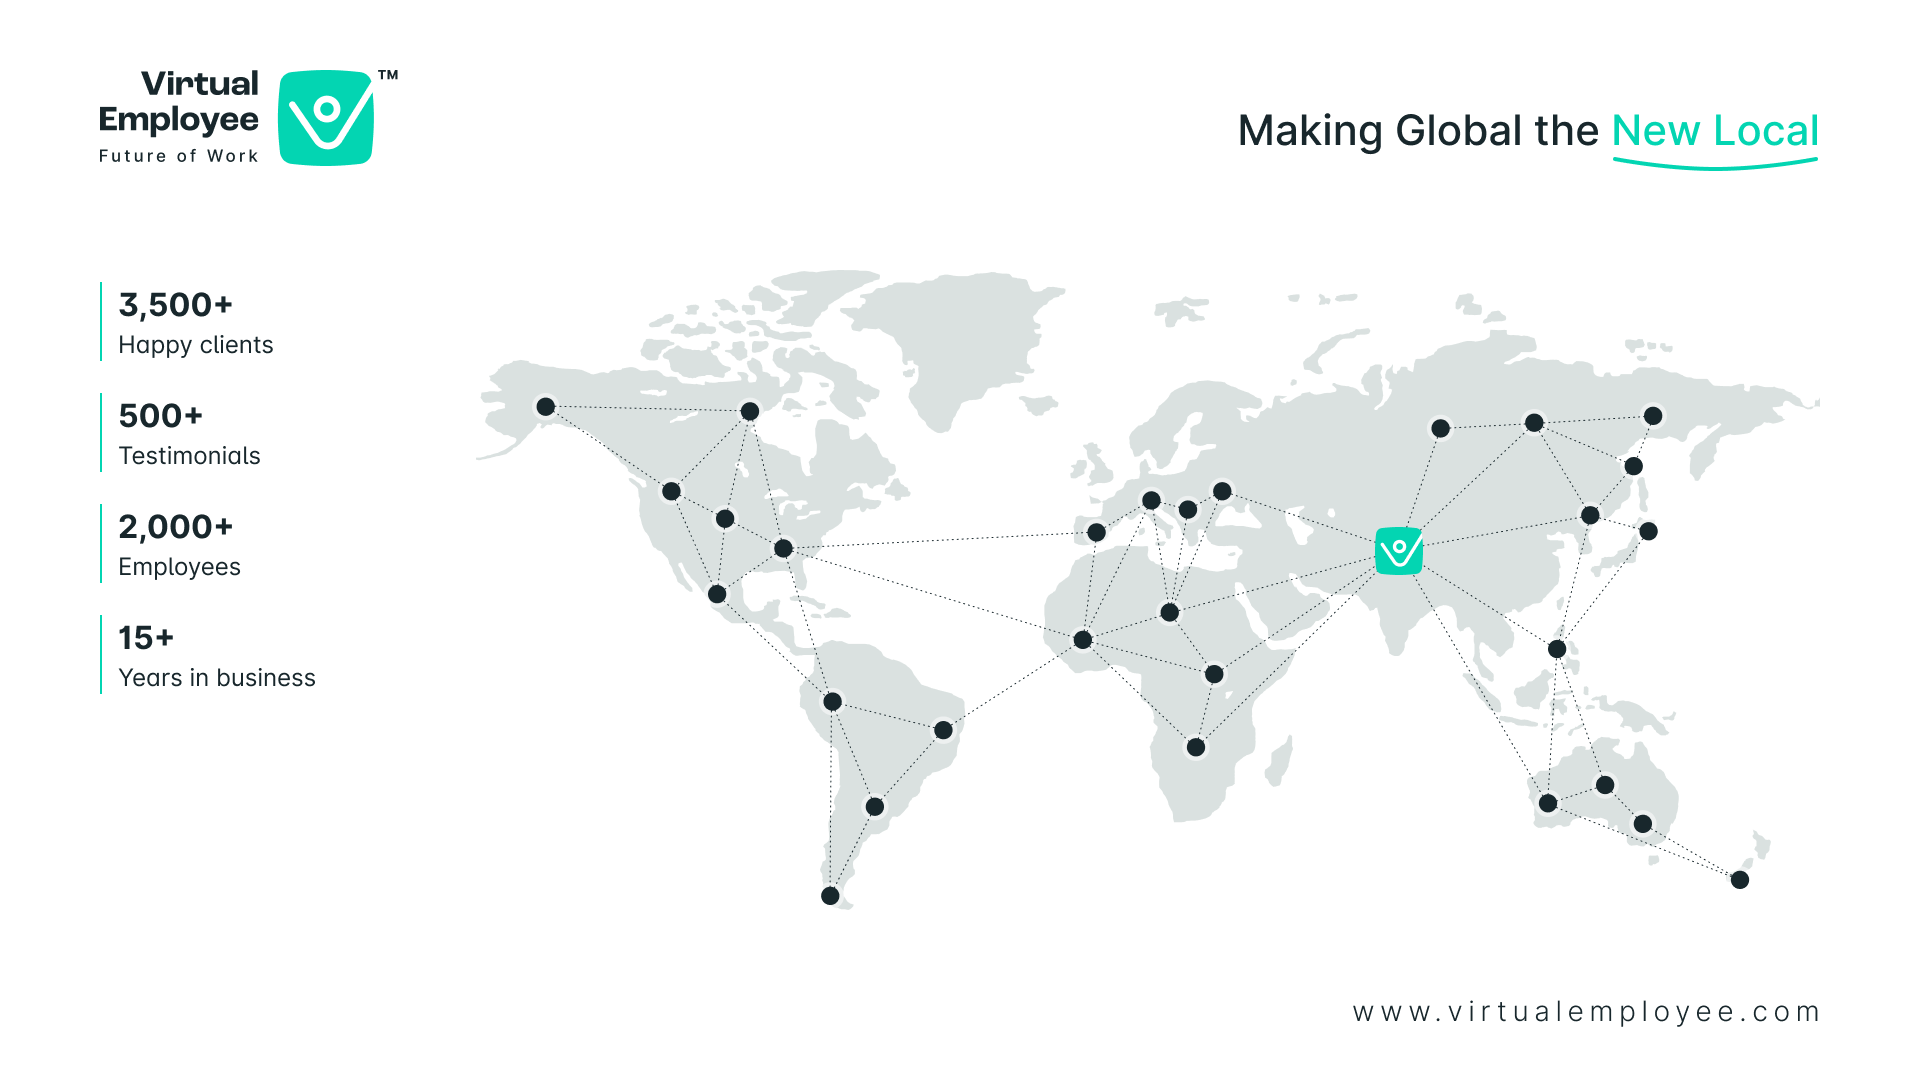 Virtual
Employee
Future of Work
TM
Making Global the New Local
3,500+
Happy clients
500+
Testimonials
2,000+
Employees
15+
Years in business
www.virtualemployee.com